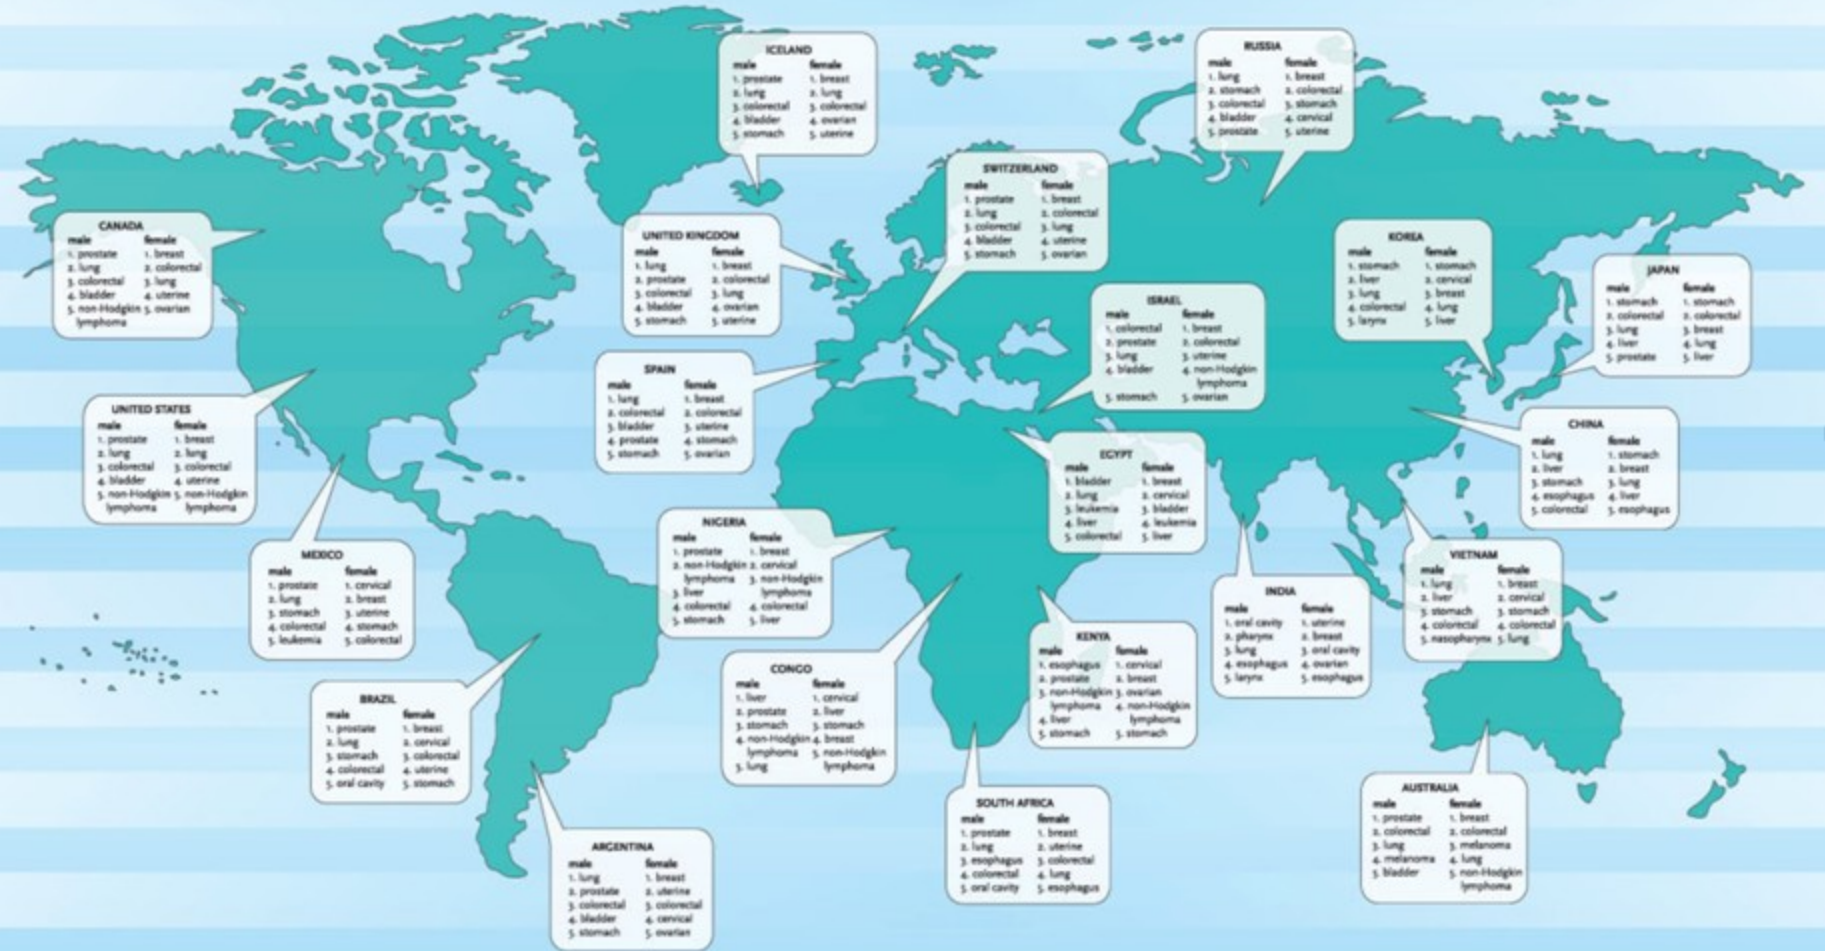 ICELAND
male female
1. prostate 1. breast
2. lung 2. lung
3. colorectal 3. colorectal
4. bladder 4. ovarian
5. stomach 5. uterine
RUSSIA
male female
1. lung 1. breast
2. stomach 2. colorectal
3. colorectal 3. stomach
4. bladder 4. cervical
5. prostate 5. uterine
SWITZERLAND
male female
1. prostate 1. breast
2. lung 2. colorectal
3. colorectal 3. lung
4. bladder 4. uterine
5. stomach 5. ovarian
CANADA
male female
1. prostate 1. breast
2. lung 2. colorectal
3. colorectal 3. lung
4. bladder 4. uterine
5. non-Hodgkin 5. ovarian
lymphoma
UNITED KINGDOM
male female
1. lung 1. breast
2. prostate 2. colorectal
3. colorectal 3. lung
4. bladder 4. ovarian
5. stomach 5. uterine
KOREA
male female
1. stomach 1. stomach
2. liver 2. cervical
3. lung 3. breast
4. colorectal 4. lung
5. larynx 5. liver
JAPAN
male female
1. stomach 1. stomach
2. colorectal 2. colorectal
3. lung 3. breast
4. liver 4. lung
5. prostate 5. liver
ISRAEL
male female
1. colorectal 1. breast
2. prostate 2. colorectal
3. lung 3. uterine
4. bladder 4. non-Hodgkin
lymphoma
5. stomach 5. ovarian
SPAIN
male female
1. lung 1. breast
2. colorectal 2. colorectal
3. bladder 3. uterine
4. prostate 4. stomach
5. stomach 5. ovarian
UNITED STATES
male female
1. prostate 1. breast
2. lung 2. lung
3. colorectal 3. colorectal
4. bladder 4. uterine
5. non-Hodgkin 5. non-Hodgkin
lymphoma lymphoma
CHINA
male female
1. lung 1. stomach
2. liver 2. breast
3. stomach 3. lung
4. esophagus 4. liver
5. colorectal 5. esophagus
EGYPT
male female
1. bladder 1. breast
2. lung 2. cervical
3. leukemia 3. bladder
4. liver 4. leukemia
5. colorectal 5. liver
NIGERIA
male female
1. prostate 1. breast
2. non-Hodgkin 2. cervical
lymphoma 3. non-Hodgkin
3. liver lymphoma
4. colorectal 4. colorectal
5. stomach 5. liver
MEXICO
male female
1. prostate 1. cervical
2. lung 2. breast
3. stomach 3. uterine
4. colorectal 4. stomach
5. leukemia 5. colorectal
VIETNAM
male female
1. lung 1. breast
2. liver 2. cervical
3. stomach 3. stomach
4. colorectal 4. colorectal
5. nasopharynx 5. lung
INDIA
male female
1. oral cavity 1. uterine
2. pharynx 2. breast
3. lung 3. oral cavity
4. esophagus 4. ovarian
5. larynx 5. esophagus
KENYA
male female
1. esophagus 1. cervical
2. prostate 2. breast
3. non-Hodgkin 3. ovarian
lymphoma 4. non-Hodgkin
4. liver lymphoma
5. stomach 5. stomach
CONGO
male female
1. liver 1. cervical
2. prostate 2. liver
3. stomach 3. stomach
4. non-Hodgkin 4. breast
lymphoma 5. non-Hodgkin
5. lung lymphoma
BRAZIL
male female
1. prostate 1. breast
2. lung 2. cervical
3. stomach 3. colorectal
4. colorectal 4. uterine
5. oral cavity 5. stomach
SOUTH AFRICA
male female
1. prostate 1. breast
2. lung 2. uterine
3. esophagus 3. colorectal
4. colorectal 4. lung
5. oral cavity 5. esophagus
AUSTRALIA
male female
1. prostate 1. breast
2. colorectal 2. colorectal
3. lung 3. melanoma
4. melanoma 4. lung
5. bladder 5. non-Hodgkin
lymphoma
ARGENTINA
male female
1. lung 1. breast
2. prostate 2. uterine
3. colorectal 3. colorectal
4. bladder 4. cervical
5. stomach 5. ovarian